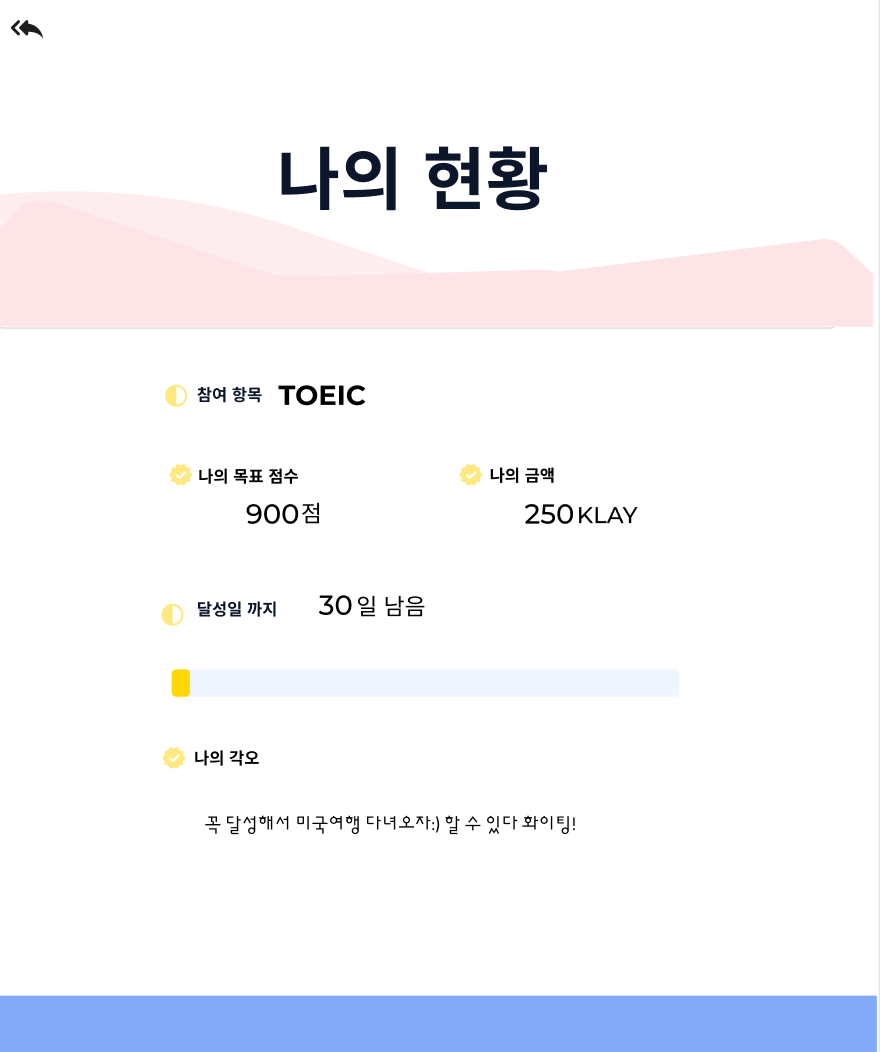 나의 현황
참여 항목 TOEIC
나의 목표 점수
900점
나의 금액
250 KLAY
달성일 까지 30일 남음
나의 각오
꼭 달성해서 미국여행 다녀오자:) 할 수 있다 화이팅!